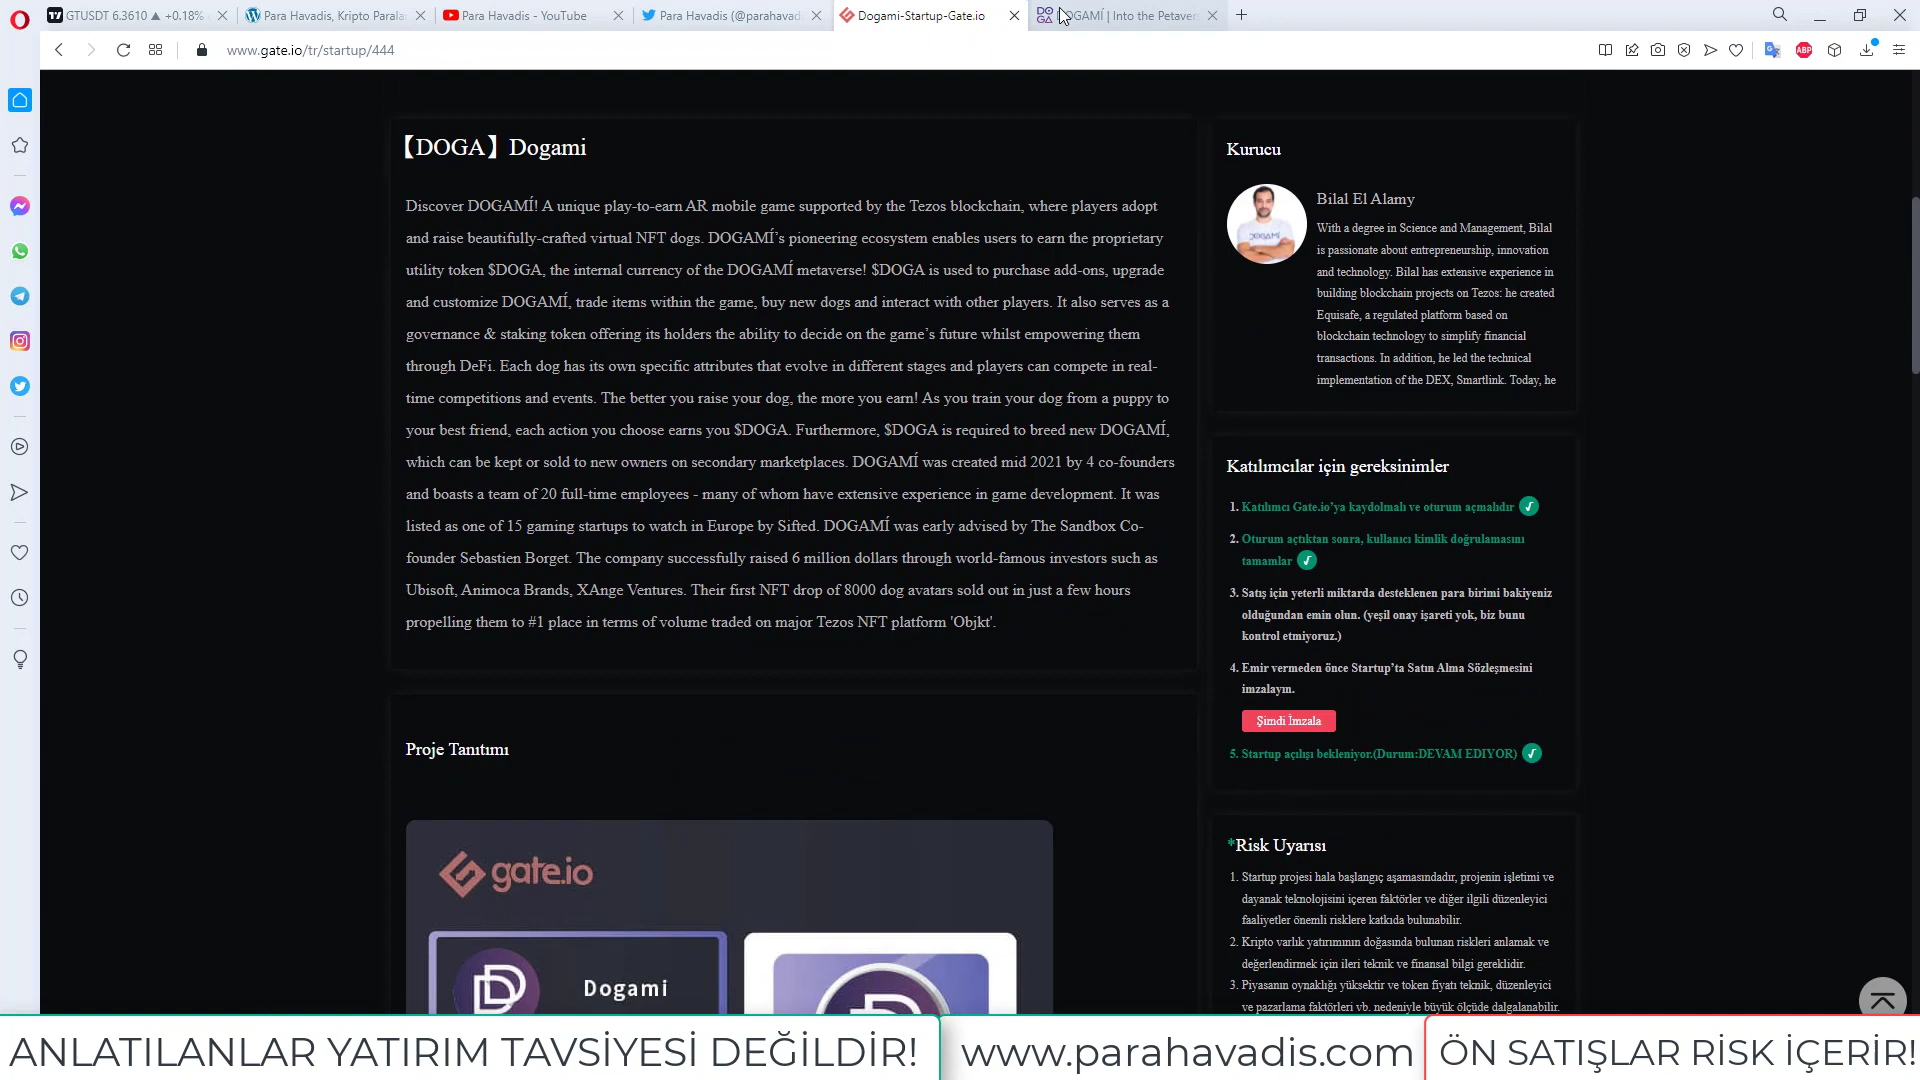 GTUSDT 6.3610 ▲ +0.18%
Para Havadis, Kripto Parala
Para Havadis - YouTube
Para Havadis (@parahavad
Dogami-Startup-Gate.io
DOGAMÍ | Into the Petaver
www.gate.io/tr/startup/444
【DOGA】Dogami
Discover DOGAMÍ! A unique play-to-earn AR mobile game supported by the Tezos blockchain, where players adopt
and raise beautifully-crafted virtual NFT dogs. DOGAMÍ’s pioneering ecosystem enables users to earn the proprietary
utility token $DOGA, the internal currency of the DOGAMÍ metaverse! $DOGA is used to purchase add-ons, upgrade
and customize DOGAMÍ, trade items within the game, buy new dogs and interact with other players. It also serves as a
governance & staking token offering its holders the ability to decide on the game’s future whilst empowering them
through DeFi. Each dog has its own specific attributes that evolve in different stages and players can compete in real-
time competitions and events. The better you raise your dog, the more you earn! As you train your dog from a puppy to
your best friend, each action you choose earns you $DOGA. Furthermore, $DOGA is required to breed new DOGAMÍ,
which can be kept or sold to new owners on secondary marketplaces. DOGAMÍ was created mid 2021 by 4 co-founders
and boasts a team of 20 full-time employees - many of whom have extensive experience in game development. It was
listed as one of 15 gaming startups to watch in Europe by Sifted. DOGAMÍ was early advised by The Sandbox Co-
founder Sebastien Borget. The company successfully raised 6 million dollars through world-famous investors such as
Ubisoft, Animoca Brands, XAnge Ventures. Their first NFT drop of 8000 dog avatars sold out in just a few hours
propelling them to #1 place in terms of volume traded on major Tezos NFT platform 'Objkt'.
Proje Tanıtımı
gate.io
Dogami
Kurucu
DOGAMÍ
Bilal El Alamy
With a degree in Science and Management, Bilal
is passionate about entrepreneurship, innovation
and technology. Bilal has extensive experience in
building blockchain projects on Tezos: he created
Equisafe, a regulated platform based on
blockchain technology to simplify financial
transactions. In addition, he led the technical
implementation of the DEX, Smartlink. Today, he
Katılımcılar için gereksinimler
1. Katılımcı Gate.io’ya kaydolmalı ve oturum açmalıdır
2. Oturum açtıktan sonra, kullanıcı kimlik doğrulamasını
tamamlar
3. Satış için yeterli miktarda desteklenen para birimi bakiyeniz
olduğundan emin olun. (yeşil onay işareti yok, biz bunu
kontrol etmiyoruz.)
4. Emir vermeden önce Startup’ta Satın Alma Sözleşmesini
imzalayın.
Şimdi İmzala
5. Startup açılışı bekleniyor.(Durum:DEVAM EDIYOR)
*Risk Uyarısı
1. Startup projesi hala başlangıç aşamasındadır, projenin işletimi ve
dayanak teknolojisini içeren faktörler ve diğer ilgili düzenleyici
faaliyetler önemli risklere katkıda bulunabilir.
2. Kripto varlık yatırımının doğasında bulunan riskleri anlamak ve
değerlendirmek için ileri teknik ve finansal bilgi gereklidir.
3. Piyasanın oynaklığı yüksektir ve token fiyatı teknik, düzenleyici
ve pazarlama faktörleri vb. nedeniyle büyük ölçüde dalgalanabilir.
ANLATILANLAR YATIRIM TAVSİYESİ DEĞİLDİR!
www.parahavadis.com
ÖN SATIŞLAR RİSK İÇERİR!